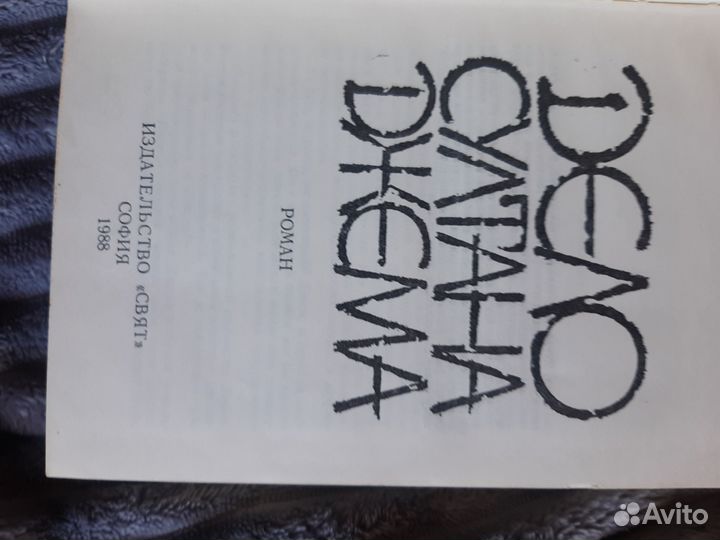 ДЕЛО
СУЛТАНА
ДЖЕМА
РОМАН
ИЗДАТЕЛЬСТВО «СВЯТ»
СОФИЯ
1988
Avito